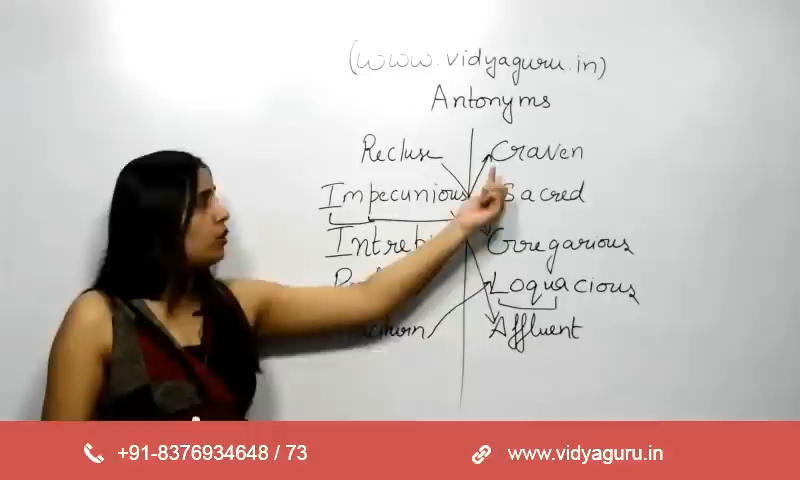 (www.vidyaguru.in)
Antonyms
Recluse Craven
Impecunious Sacred
Gregarious
Loquacious
Affluent
+91-8376934648 / 73 www.vidyaguru.in